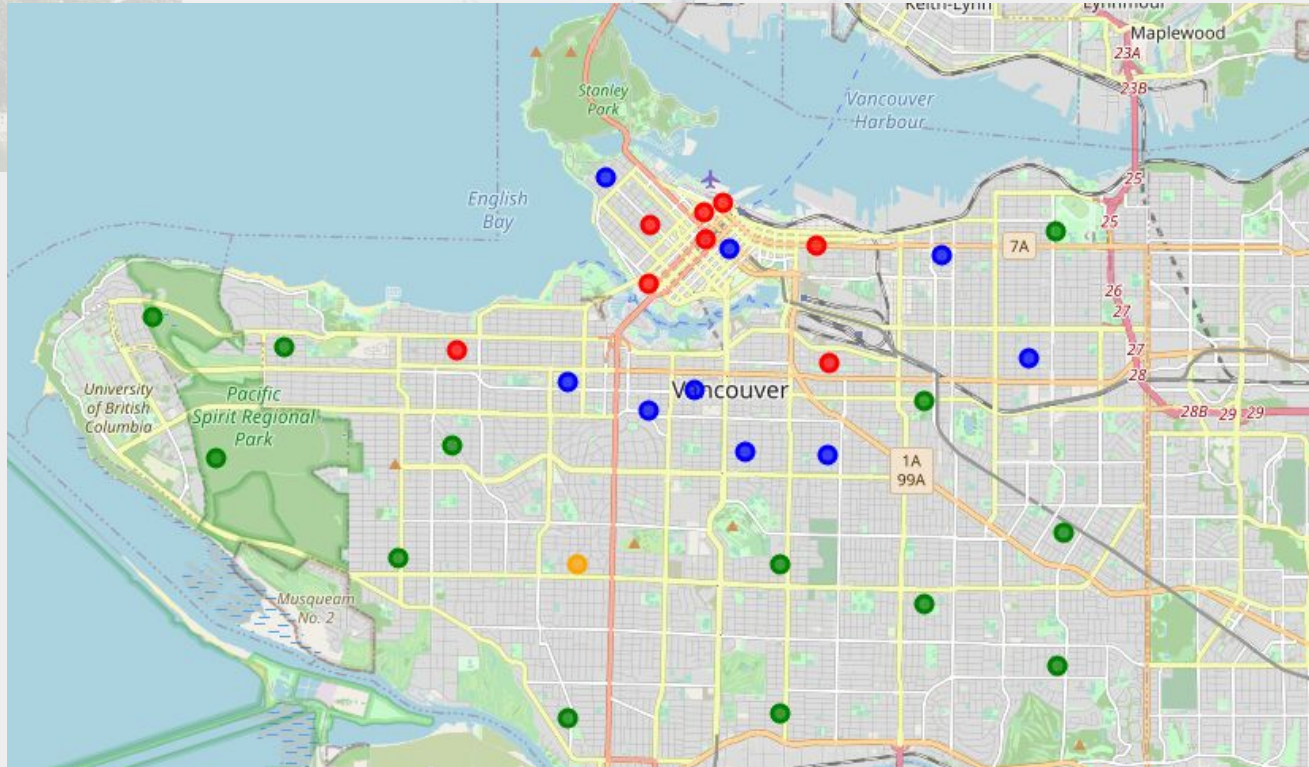 Keith-Lynn
Lynnmour
Maplewood
23A
23B
Stanley
Park
Vancouver
Harbour
25
English
Bay
25
7A
26
27
27
28
University
of British
Columbia
Pacific
Spirit Regional
Park
Vancouver
28B 29 29
1A
99A
Musqueam
No. 2